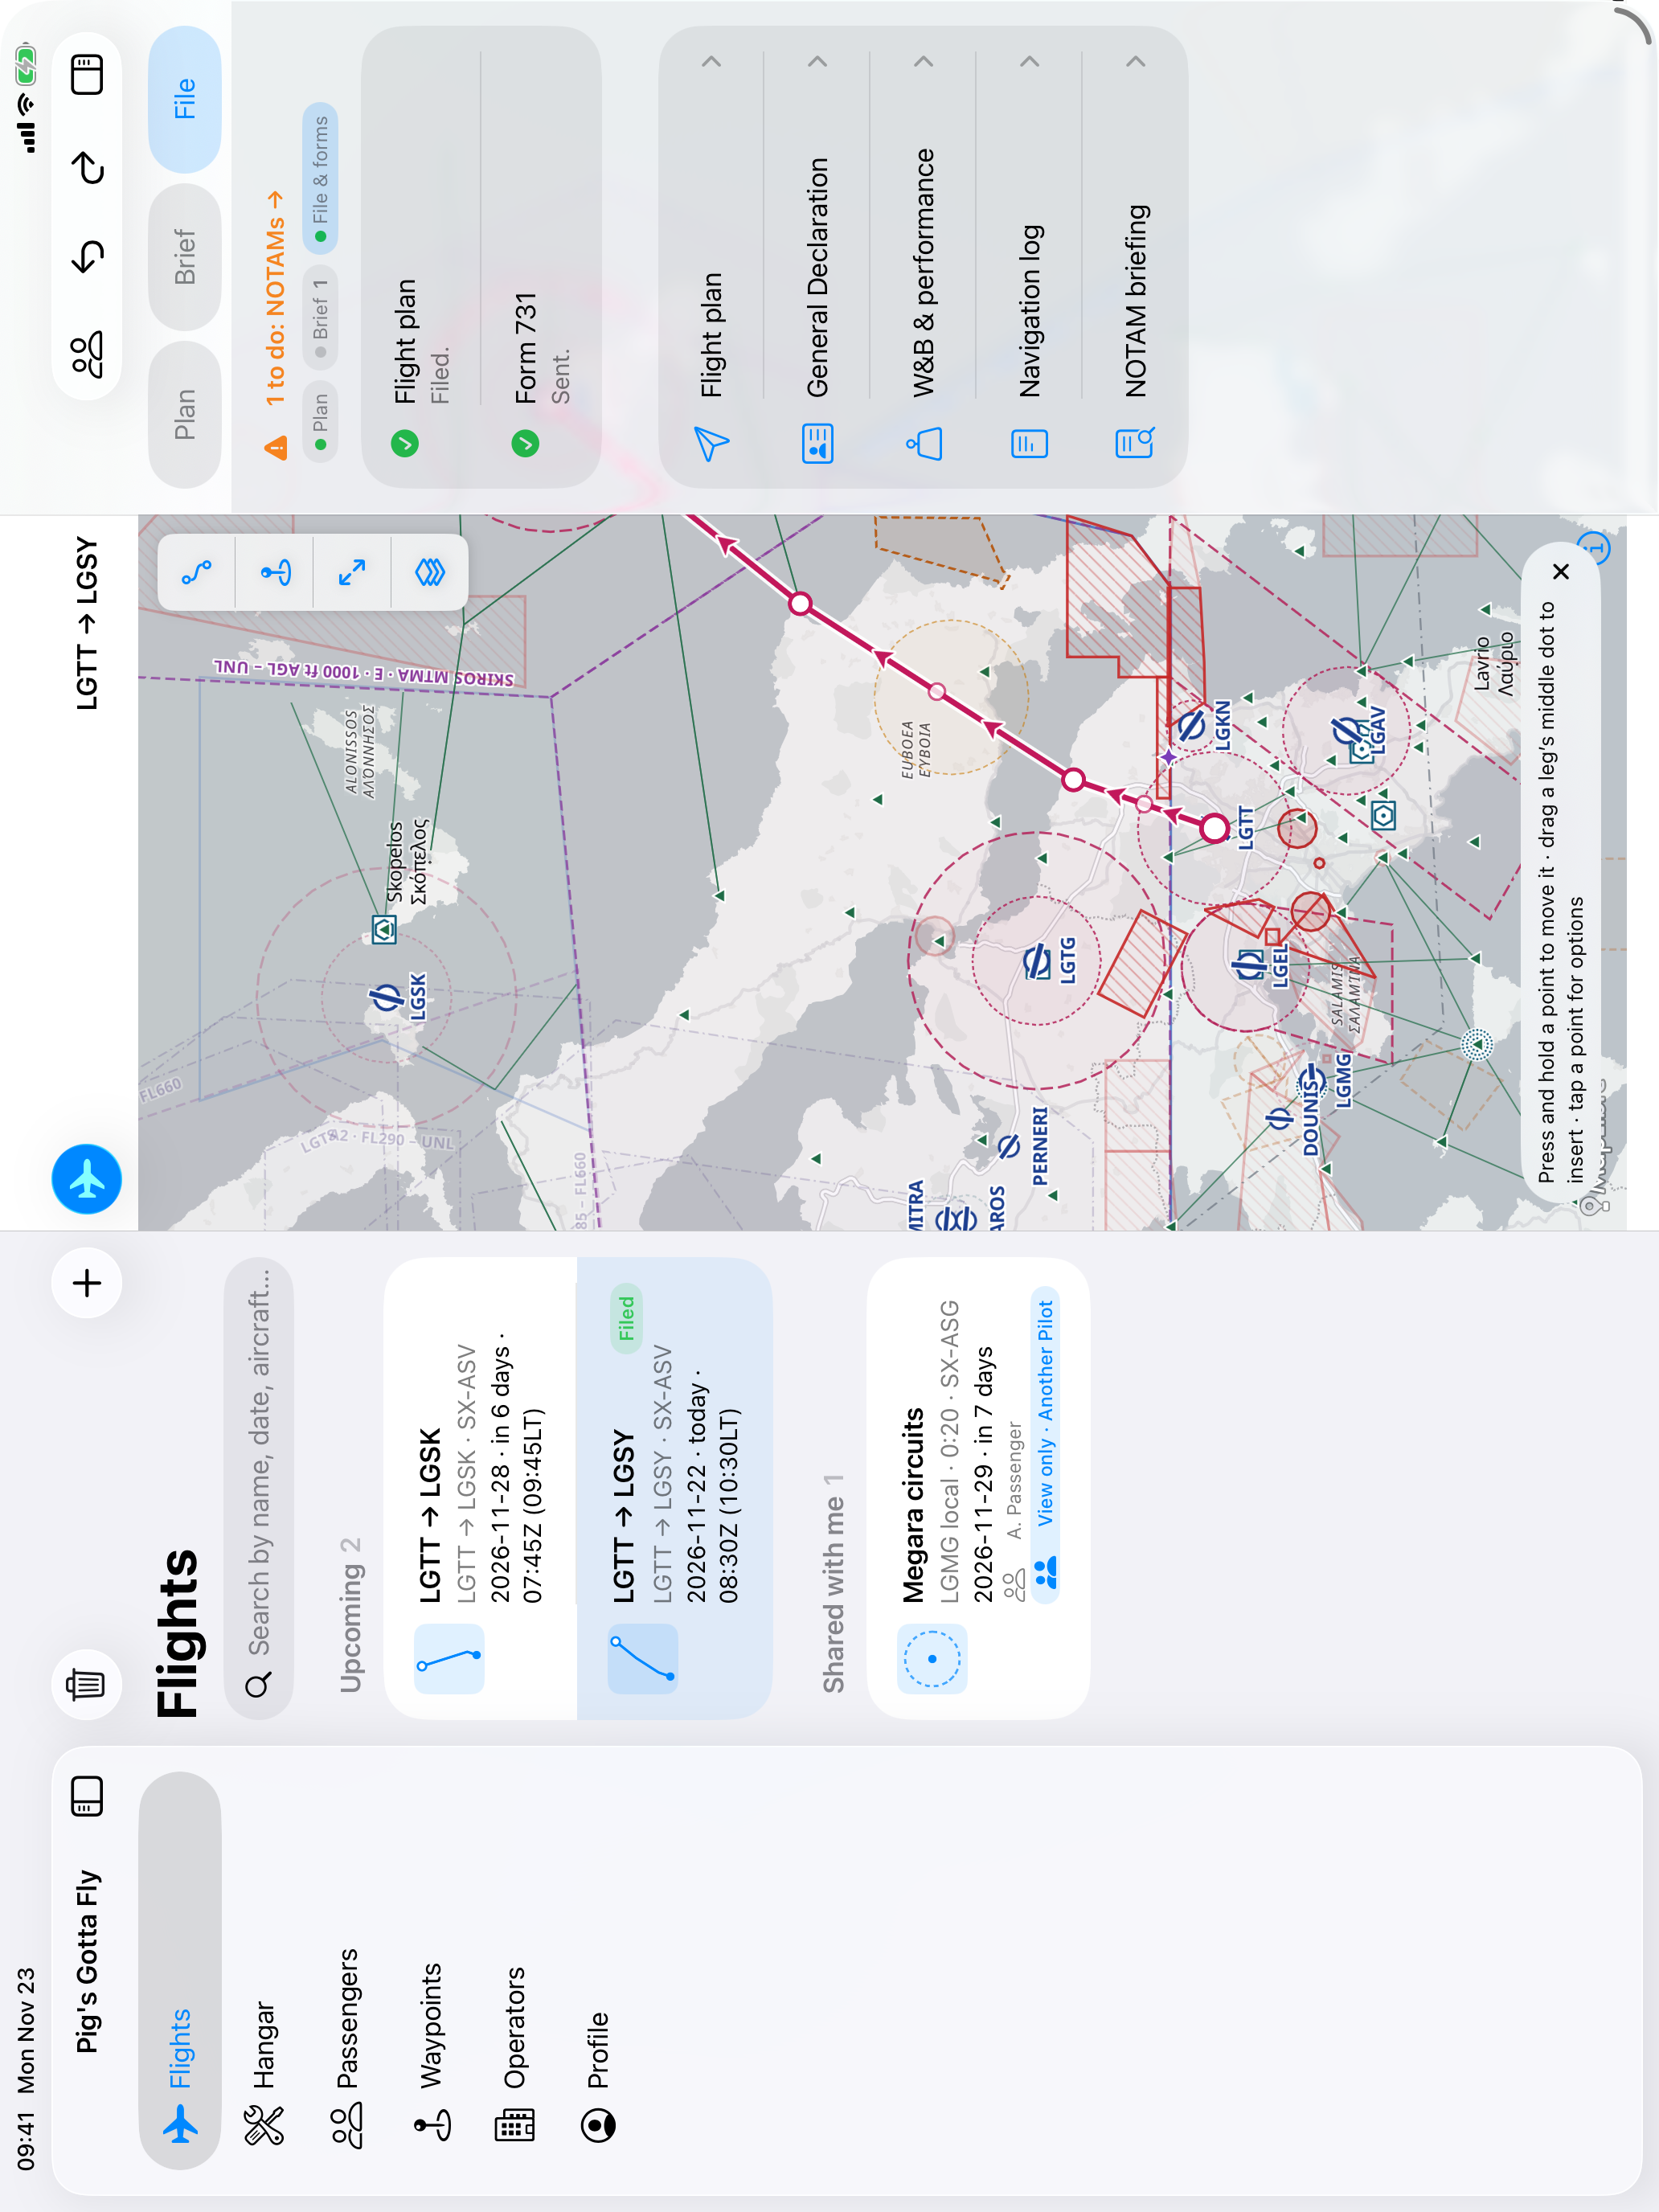 09:41 Mon Nov 23
Pig's Gotta Fly
Flights
Hangar
Passengers
Waypoints
Operators
Profile
Flights
Search by name, date, aircraft...
Upcoming 2
LGTT → LGSK
LGTT → LGSK · SX-ASV
2026-11-28 · in 6 days ·
07:45Z (09:45LT)
LGTT → LGSY
Filed
LGTT → LGSY · SX-ASV
2026-11-22 · today ·
08:30Z (10:30LT)
Shared with me 1
Megara circuits
LGMG local · 0:20 · SX-ASG
2026-11-29 · in 7 days
A. Passenger
View only · Another Pilot
LGTT → LGSY
FL660
SKIROS MTMA · E · 1000 ft AGL – UNL
ALONISSOS
ΑΛΌΝΝΗΣΟΣ
Skopelos
Σκόπελος
LGSK
FL290 – UNL
85 – FL660
EUBOEA
ΕΥΒΟΙΑ
LGTG
PERNERI
MITRA
AROS
LGKN
LGTT
LGAV
LGEL
SALAMIS
ΣΑΛΑΜΊΝΑ
LGMG
DOUNIS
Lavrio
Λαύριο
Press and hold a point to move it · drag a leg's middle dot to
insert · tap a point for options
Plan
Brief
File
1 to do: NOTAMs →
Plan
Brief 1
File & forms
Flight plan
Filed.
Form 731
Sent.
Flight plan
General Declaration
W&B & performance
Navigation log
NOTAM briefing